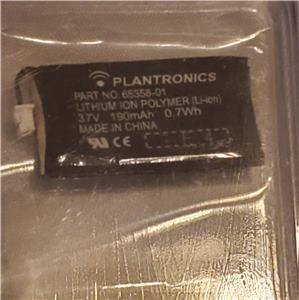 PLANTRONICS
PART NO. 65358-01
LITHIUM ION POLYMER (Li-ion)
3.7V 190mAh 0.7Wh
MADE IN CHINA
CE